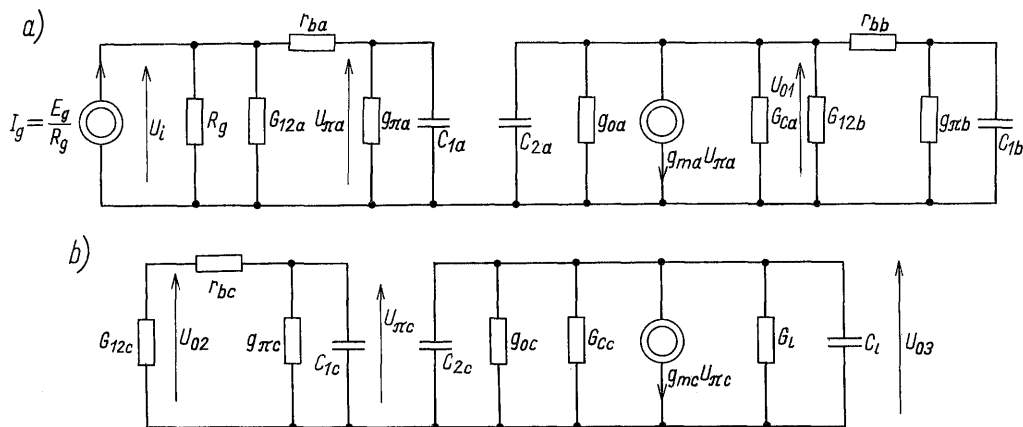 a)
r_ba
r_bb
I_g = E_g / R_g
U_i
R_g
G_12a
U_πa
g_πa
C_1a
C_2a
g_oa
g_ma U_πa
G_ca
U_01
G_12b
g_πb
C_1b
b)
r_bc
G_12c
U_02
g_πc
C_1c
U_πc
C_2c
g_oc
G_cc
g_mc U_πc
G_L
C_L
U_03